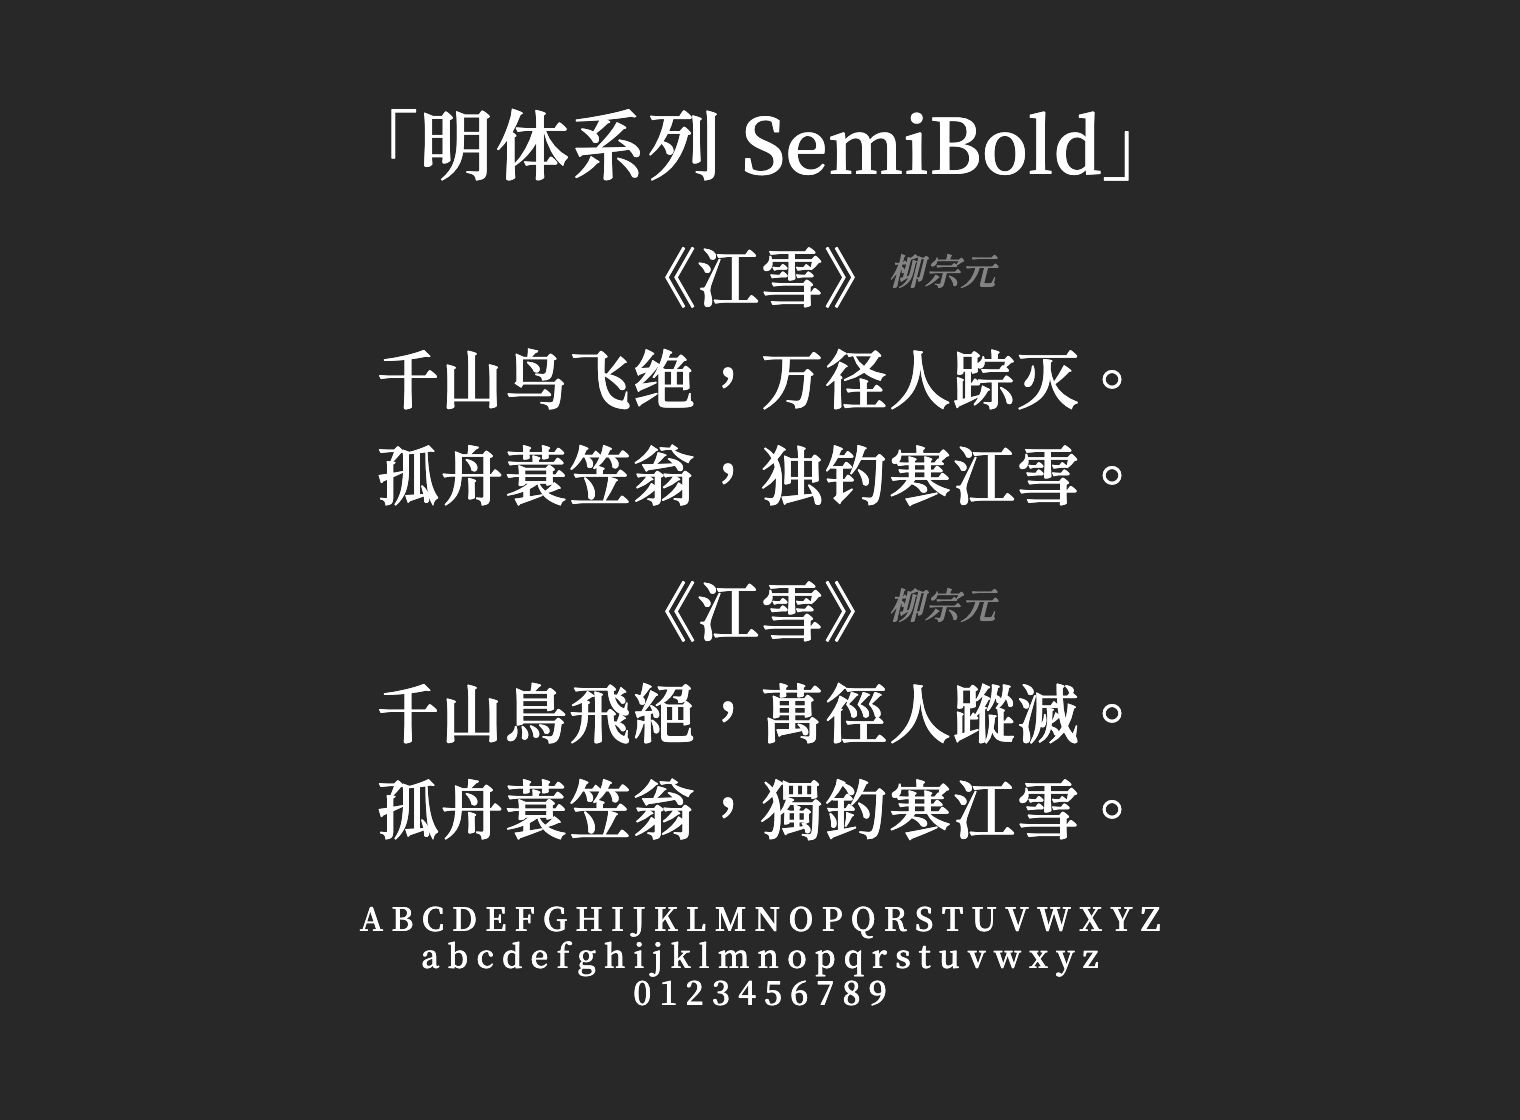 「明体系列 SemiBold」
《江雪》 柳宗元
千山鸟飞绝，万径人踪灭。
孤舟蓑笠翁，独钓寒江雪。
《江雪》 柳宗元
千山鳥飛絕，萬徑人蹤滅。
孤舟蓑笠翁，獨釣寒江雪。
A B C D E F G H I J K L M N O P Q R S T U V W X Y Z
a b c d e f g h i j k l m n o p q r s t u v w x y z
0 1 2 3 4 5 6 7 8 9